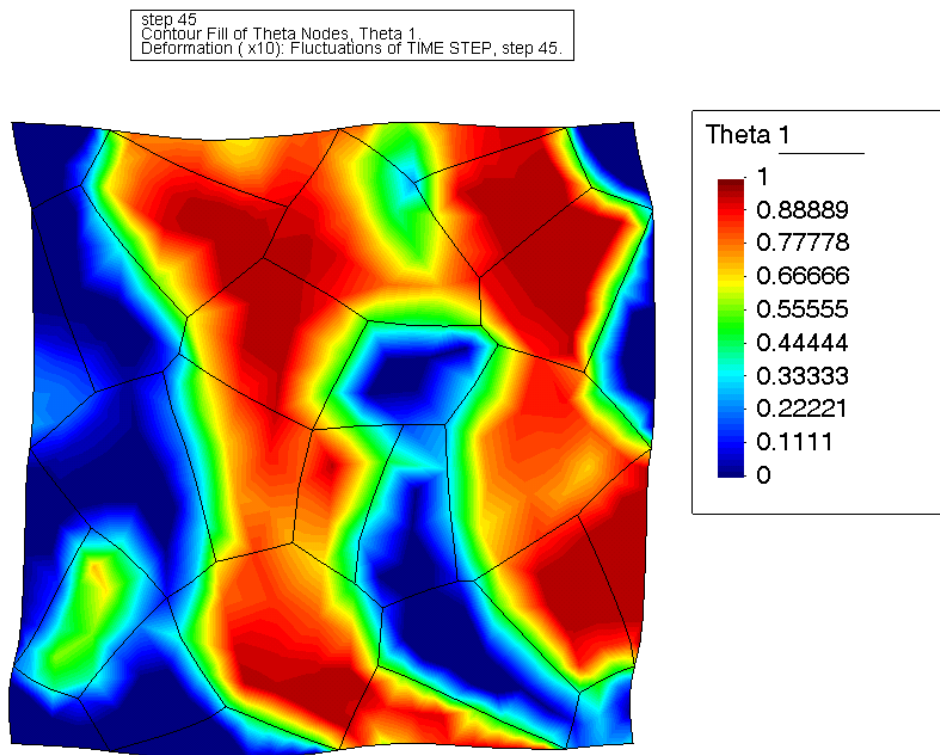 step 45
Contour Fill of Theta Nodes, Theta 1.
Deformation ( x10): Fluctuations of TIME STEP, step 45.
Theta 1
1
0.88889
0.77778
0.66666
0.55555
0.44444
0.33333
0.22221
0.1111
0